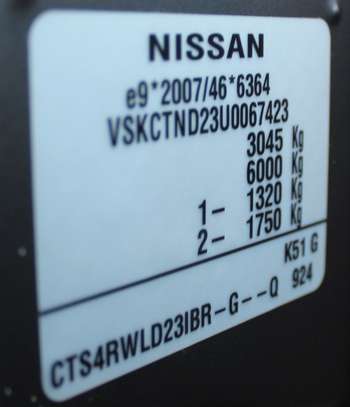 NISSAN
e9*2007/46*6364
VSKCTND23U0067423
3045 Kg
6000 Kg
1- 1320 Kg
2- 1750 Kg
K51 G
CTS4RWLD23IBR-G--Q 924